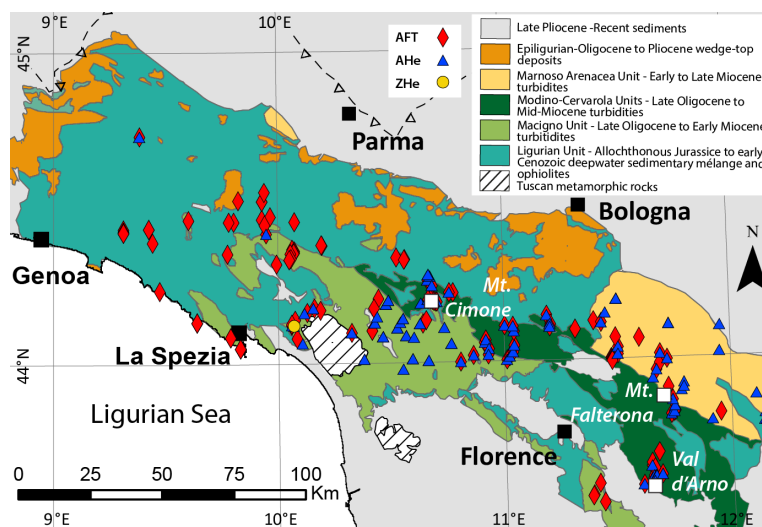 9°E
10°E
45°N
AFT
AHe
ZHe
Late Pliocene -Recent sediments
Epiligurian-Oligocene to Pliocene wedge-top
deposits
Marnoso Arenacea Unit - Early to Late Miocene
turbidites
Modino-Cervarola Units - Late Oligocene to
Mid-Miocene turbidities
Macigno Unit - Late Oligocene to Early Miocene
turbidites
Ligurian Unit - Allochthonous Jurassic to early
Cenozoic deepwater sedimentary mélange and
ophiolites
Tuscan metamorphic rocks
Parma
Bologna
N
Genoa
Mt.
Cimone
La Spezia
44°N
Mt.
Falterona
Ligurian Sea
Florence
Val
d'Arno
0 25 50 75 100
Km
9°E
10°E
11°E
12°E